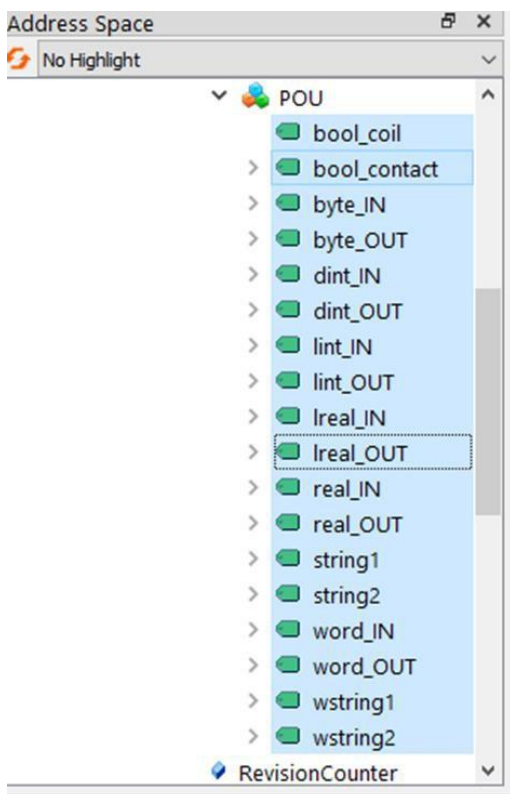 Address Space
No Highlight
POU
bool_coil
bool_contact
byte_IN
byte_OUT
dint_IN
dint_OUT
lint_IN
lint_OUT
lreal_IN
lreal_OUT
real_IN
real_OUT
string1
string2
word_IN
word_OUT
wstring1
wstring2
RevisionCounter